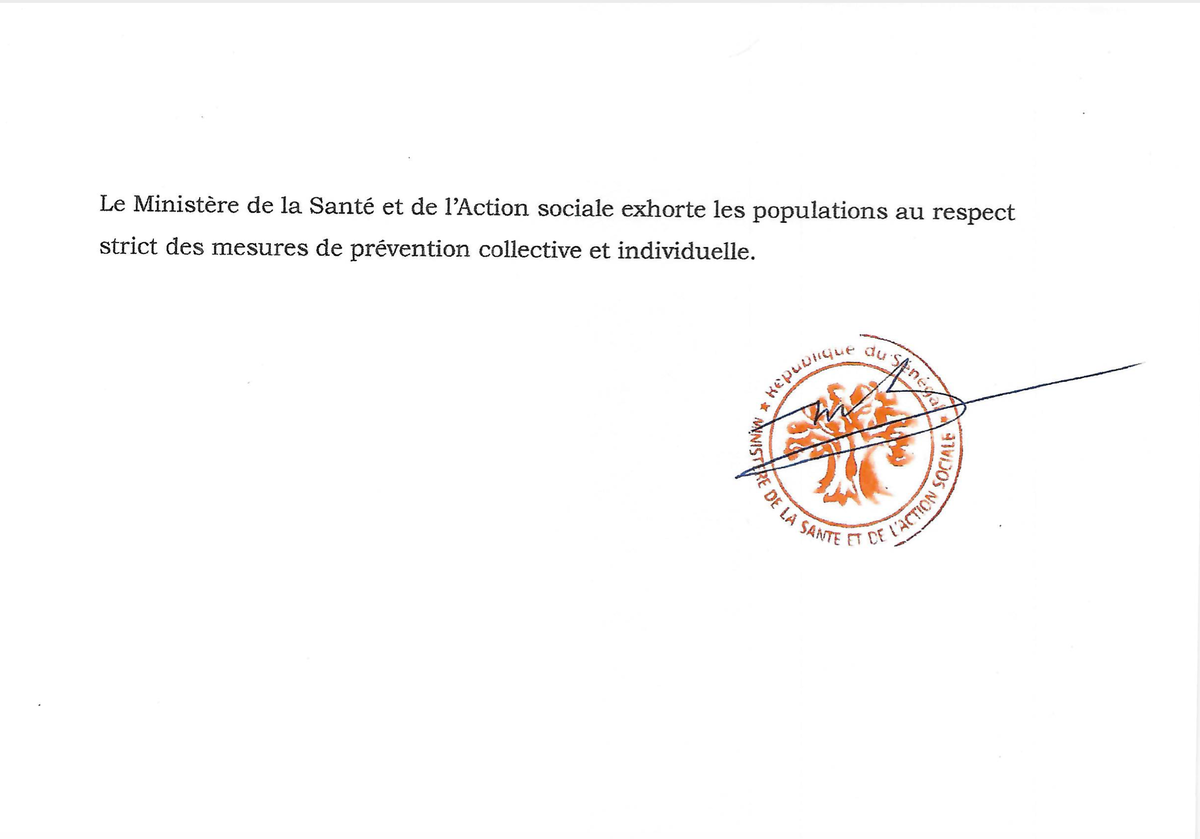 Le Ministère de la Santé et de l'Action sociale exhorte les populations au respect
strict des mesures de prévention collective et individuelle.
République du Sénégal
MINISTERE DE LA SANTE ET DE L'ACTION SOCIALE